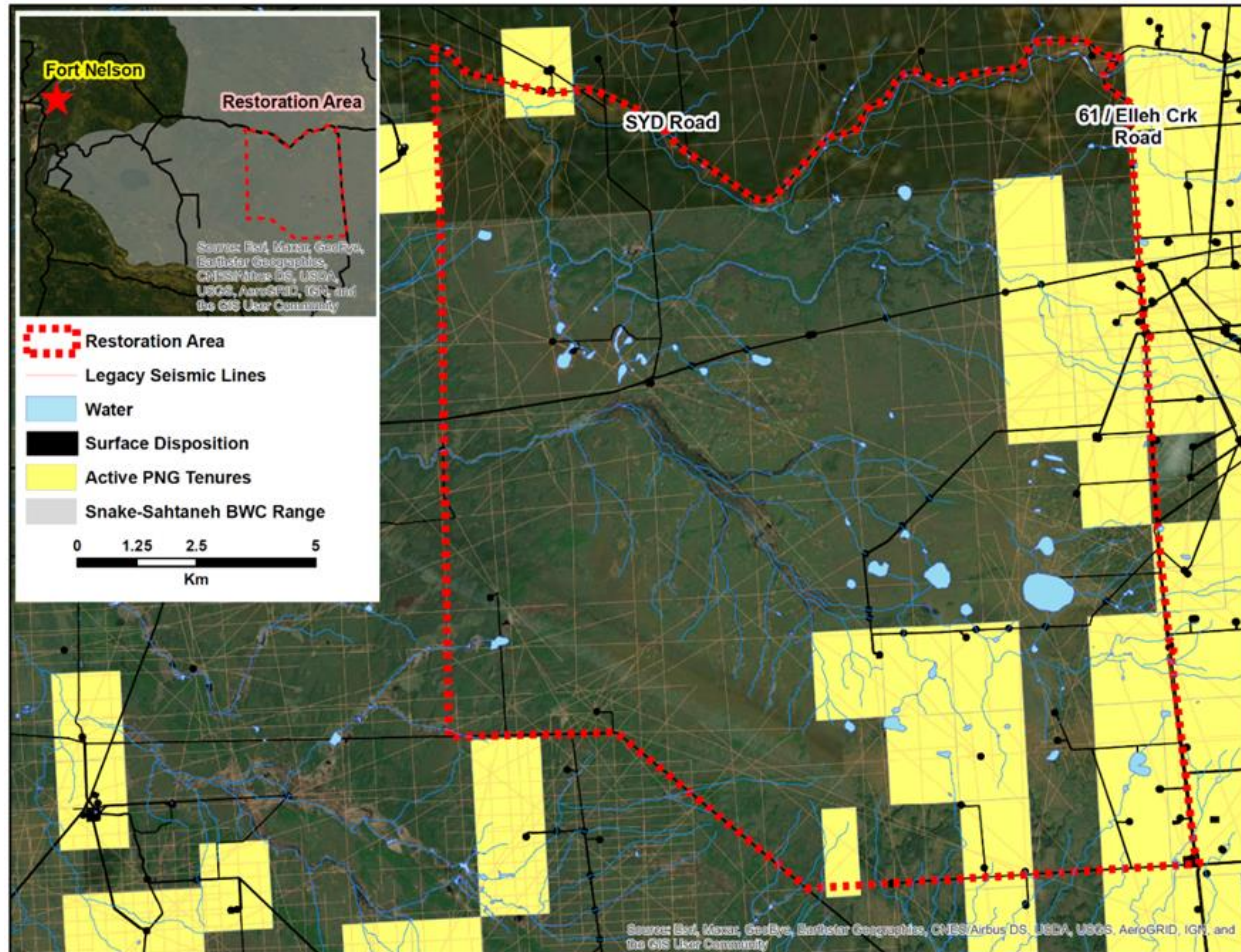 Fort Nelson
Restoration Area
Source: Esri, Maxar, GeoEye,
Earthstar Geographics,
CNES/Airbus DS, USDA,
USGS, AeroGRID, IGN, and
the GIS User Community
Restoration Area
Legacy Seismic Lines
Water
Surface Disposition
Active PNG Tenures
Snake-Sahtaneh BWC Range
0 1.25 2.5 5
Km
SYD Road
61 / Elleh Crk
Road
Source: Esri, Maxar, GeoEye, Earthstar Geographics, CNES/Airbus DS, USDA, USGS, AeroGRID, IGN, and
the GIS User Community